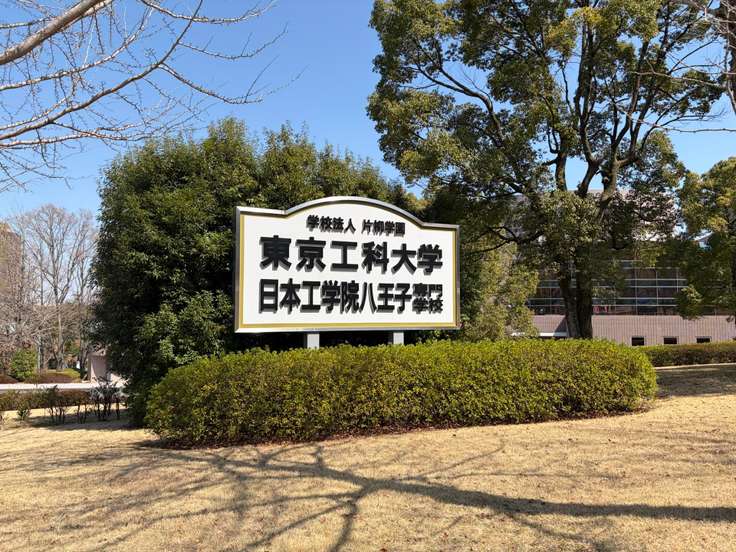 学校法人 片柳学園
東京工科大学
日本工学院八王子専門学校